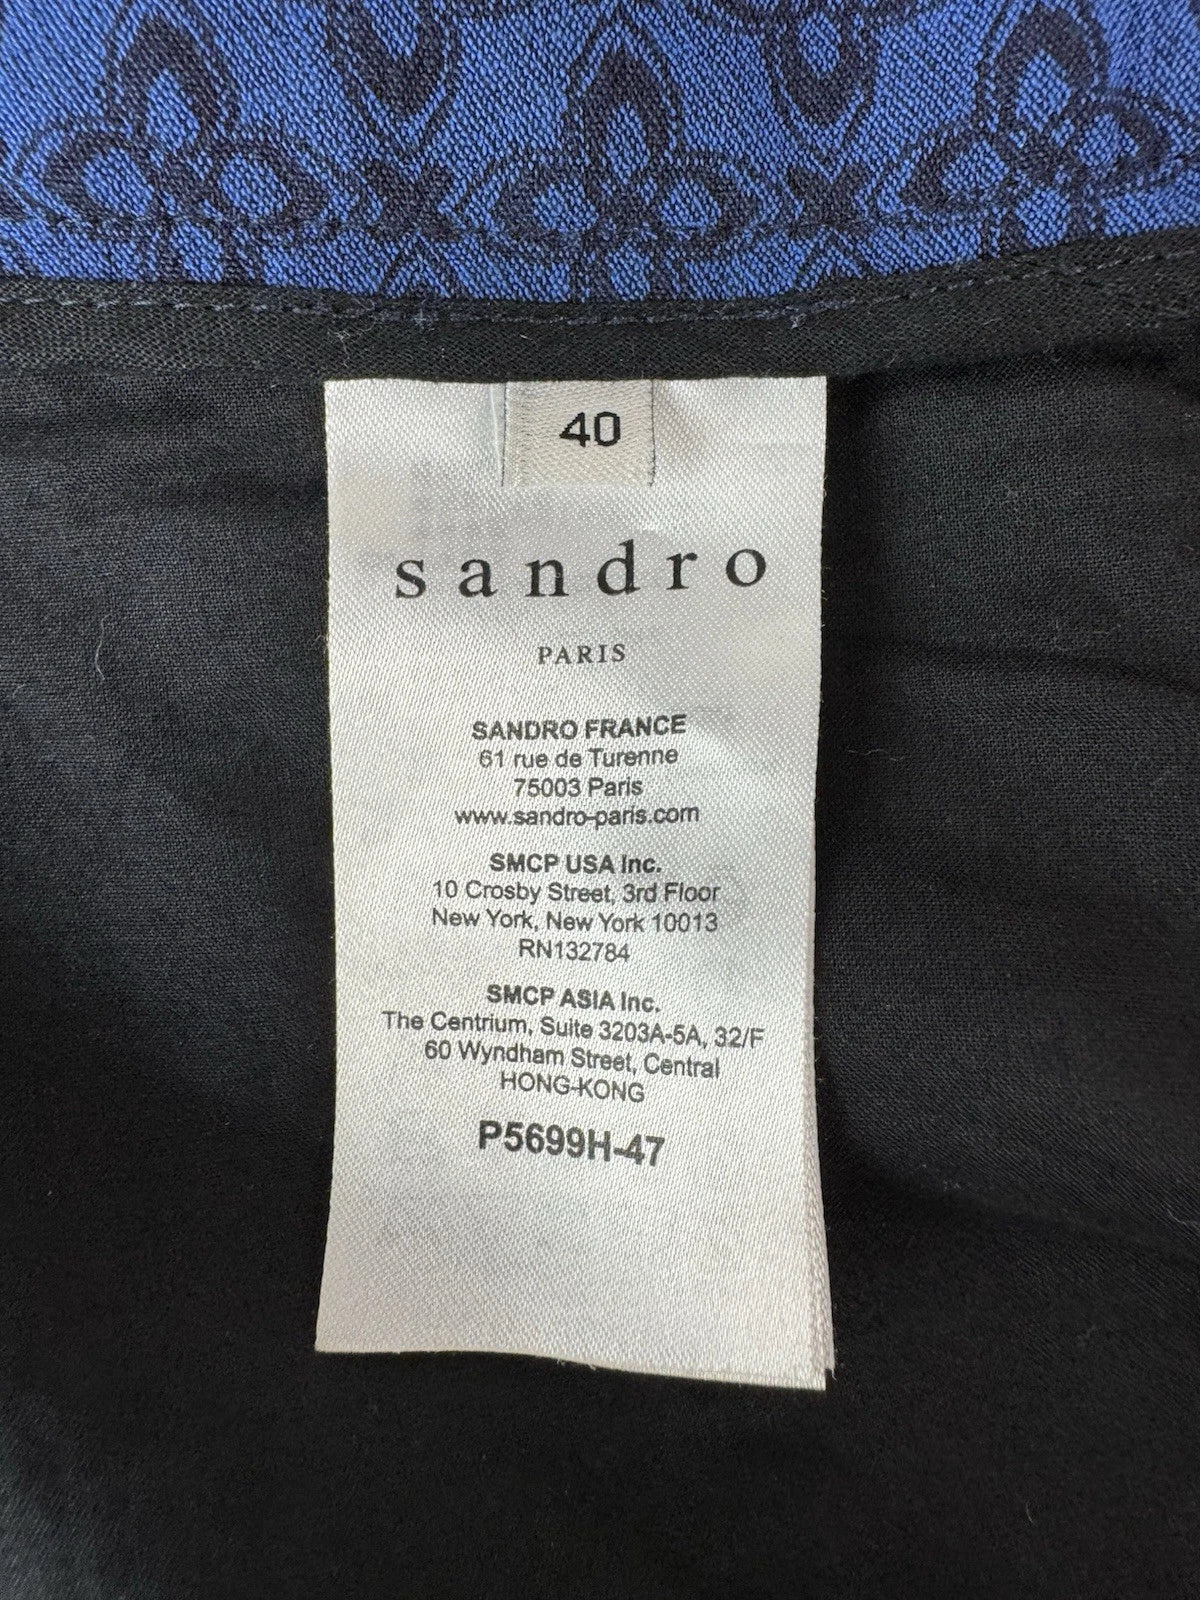 40
sandro
PARIS
SANDRO FRANCE
61 rue de Turenne
75003 Paris
www.sandro-paris.com
SMCP USA Inc.
10 Crosby Street, 3rd Floor
New York, New York 10013
RN132784
SMCP ASIA Inc.
The Centrium, Suite 3203A-5A, 32/F
60 Wyndham Street, Central
HONG-KONG
P5699H-47